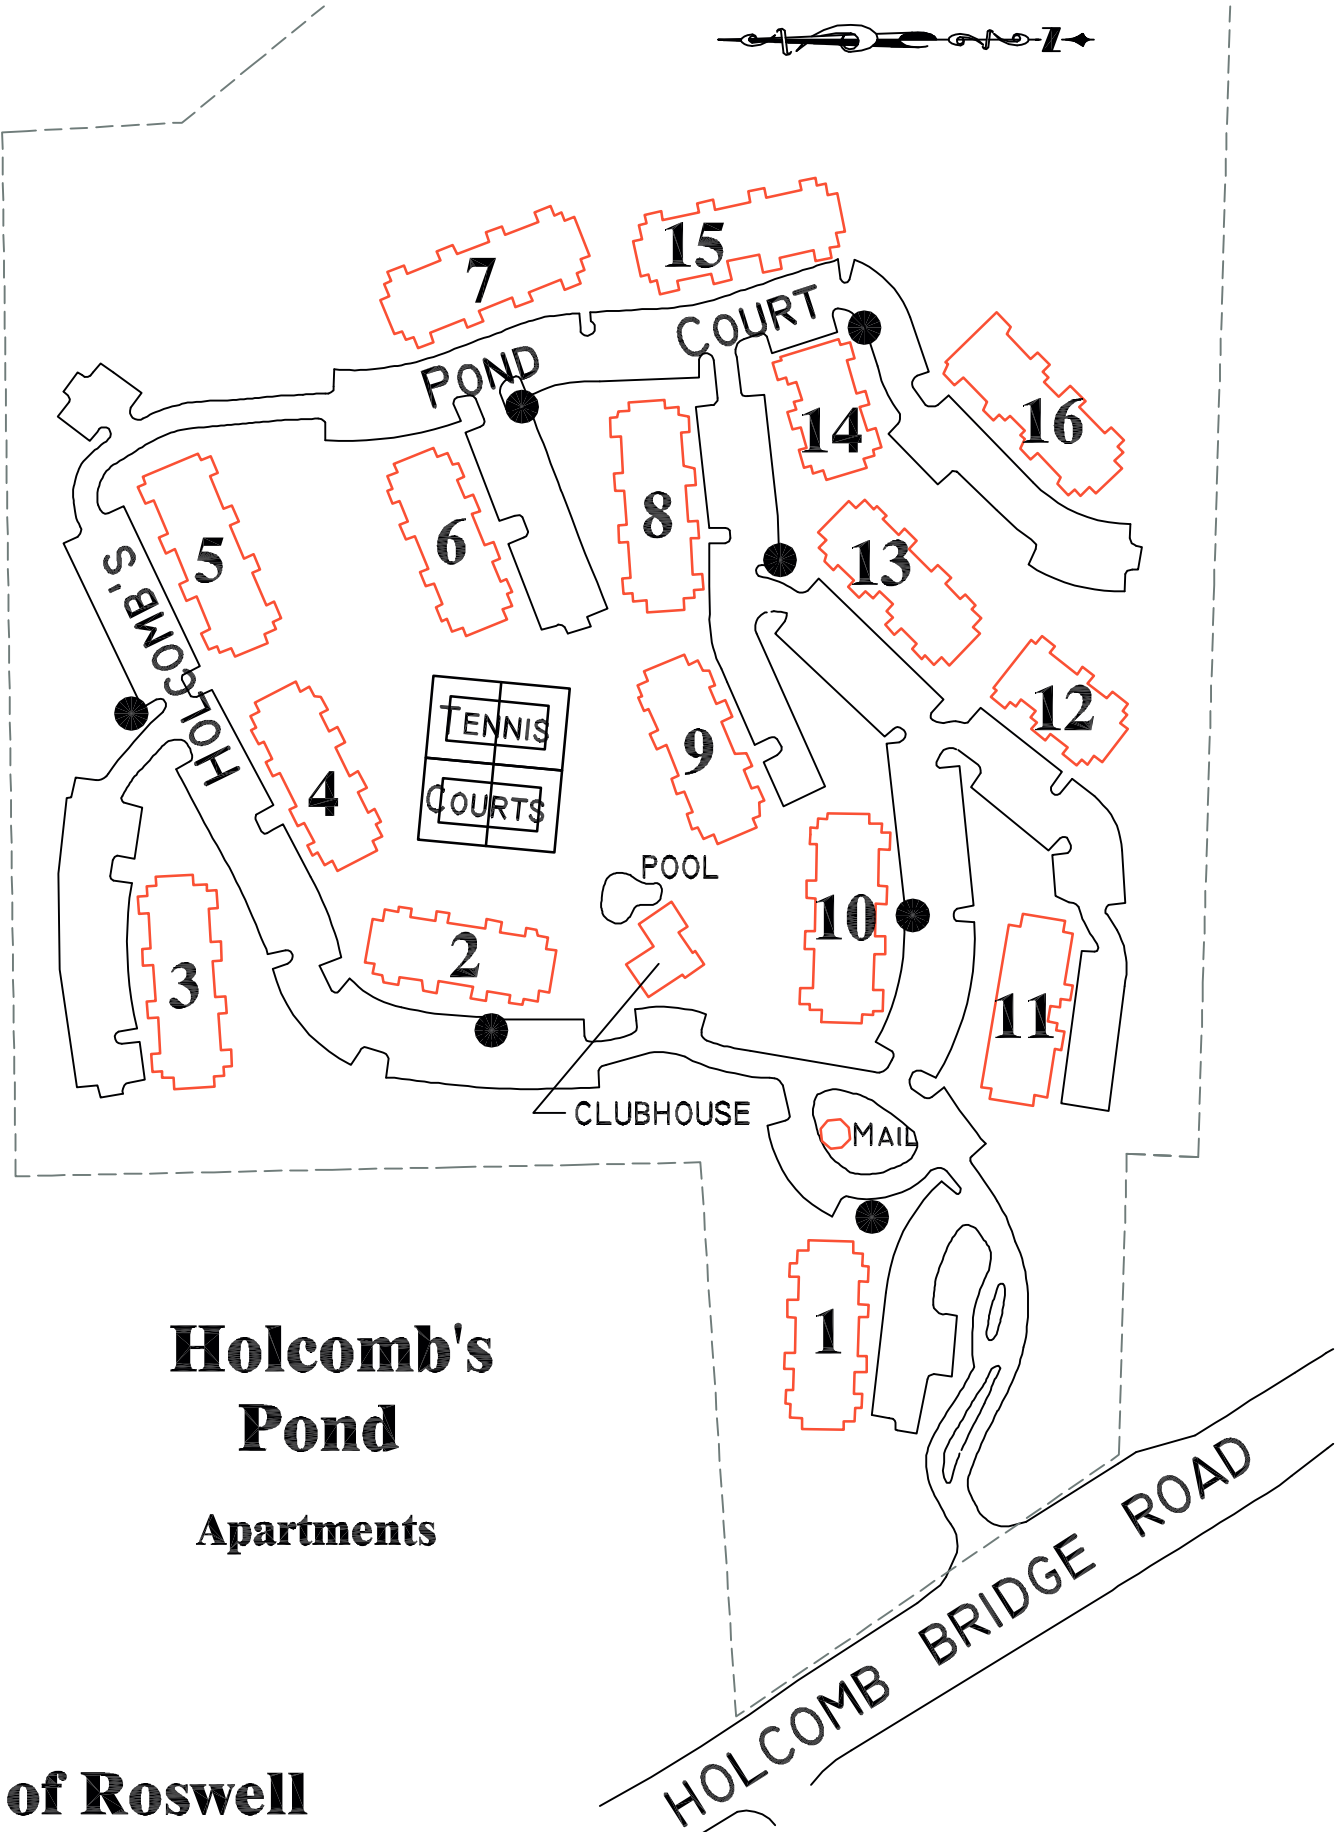 N
15
7
COURT
POND
16
14
8
6
5
13
HOLCOMB'S
12
TENNIS
9
4
COURTS
POOL
10
2
3
11
CLUBHOUSE
MAIL
1
Holcomb's
Pond
Apartments
HOLCOMB BRIDGE ROAD
of Roswell